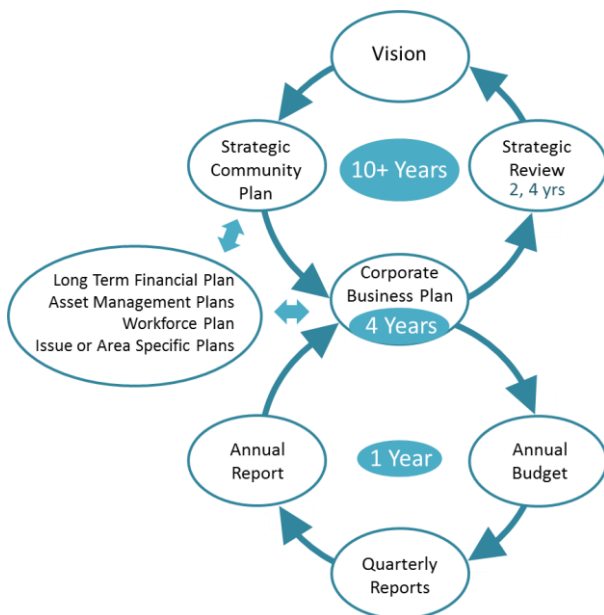 Vision
Strategic
Community
Plan
10+ Years
Strategic
Review
2, 4 yrs
Long Term Financial Plan
Asset Management Plans
Workforce Plan
Issue or Area Specific Plans
Corporate
Business Plan
4 Years
Annual
Report
1 Year
Annual
Budget
Quarterly
Reports